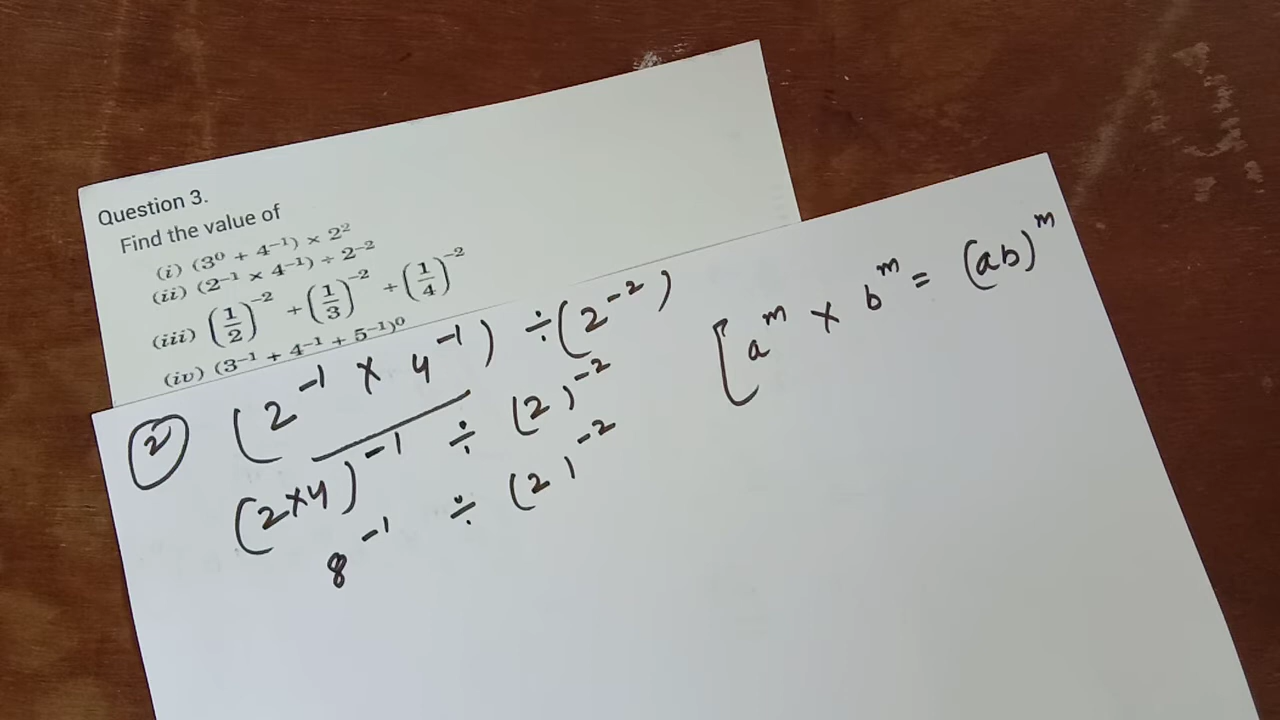 Question 3.
Find the value of
(i) (3⁰ + 4⁻¹) × 2²
(ii) (2⁻¹ × 4⁻¹) ÷ 2⁻²
(iii) (1/2)⁻² + (1/3)⁻² + (1/4)⁻²
(iv) (3⁻¹ + 4⁻¹ + 5⁻¹)⁰
② (2⁻¹ × 4⁻¹) ÷ (2⁻²) [aᵐ × bᵐ = (ab)ᵐ
(2×4)⁻¹ ÷ (2)⁻²
8⁻¹ ÷ (2)⁻²